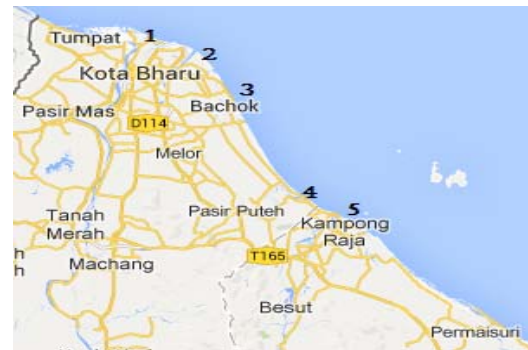 Tumpat
1
2
Kota Bharu
3
Bachok
Pasir Mas
D114
Melor
4
5
Pasir Puteh
Kampong
Raja
Tanah
Merah
T165
Machang
h
h
Besut
Permaisuri